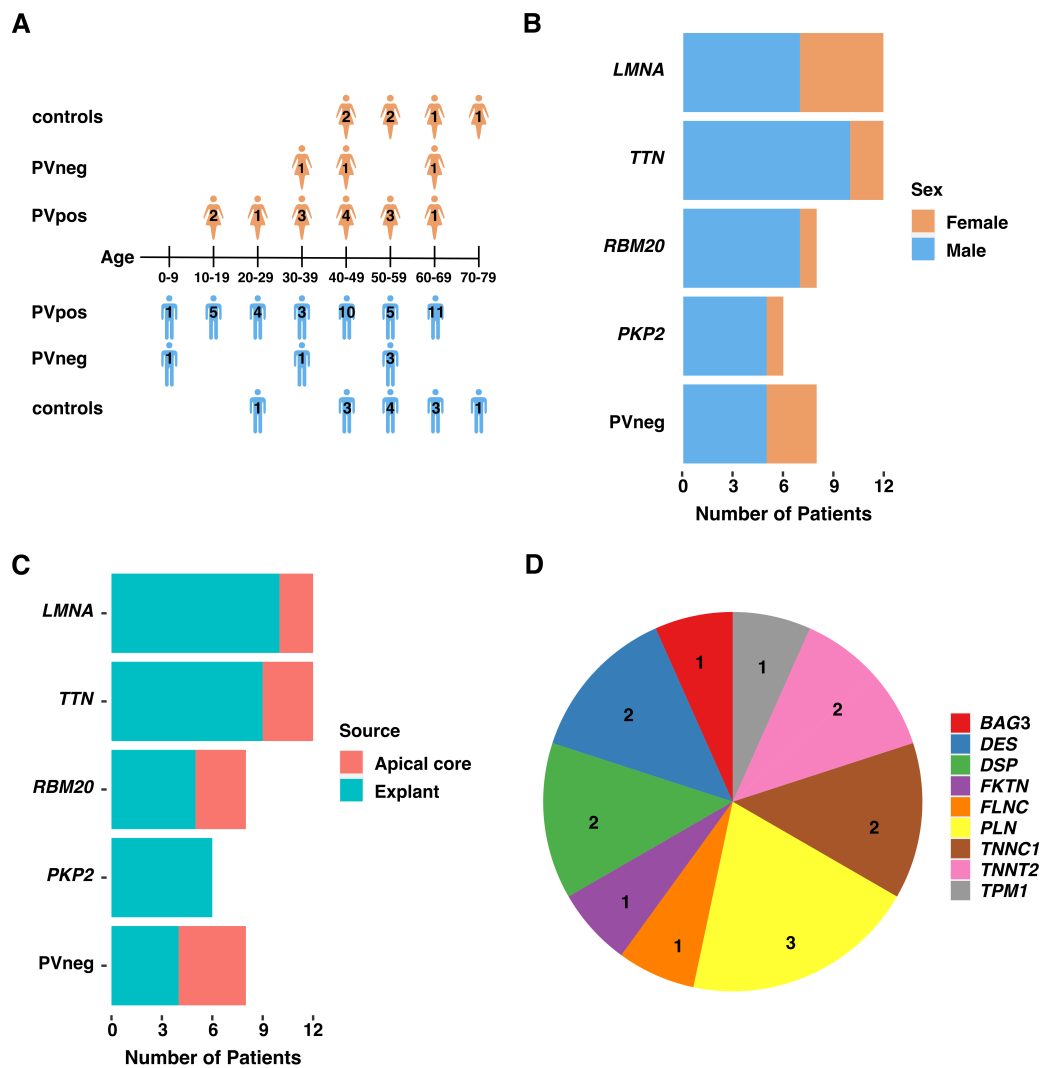 A
controls 2 2 1 1
PVneg 1 1 1
PVpos 2 1 3 4 3 1
Age
0-9 10-19 20-29 30-39 40-49 50-59 60-69 70-79
PVpos 1 5 4 3 10 5 11
PVneg 1 1 3
controls 1 3 4 3 1
B
LMNA
TTN
RBM20
PKP2
PVneg
0 3 6 9 12
Number of Patients
Sex
Female
Male
C
LMNA
TTN
RBM20
PKP2
PVneg
0 3 6 9 12
Number of Patients
Source
Apical core
Explant
D
1 1
2 2
2 2
1
1 3
BAG3
DES
DSP
FKTN
FLNC
PLN
TNNC1
TNNT2
TPM1